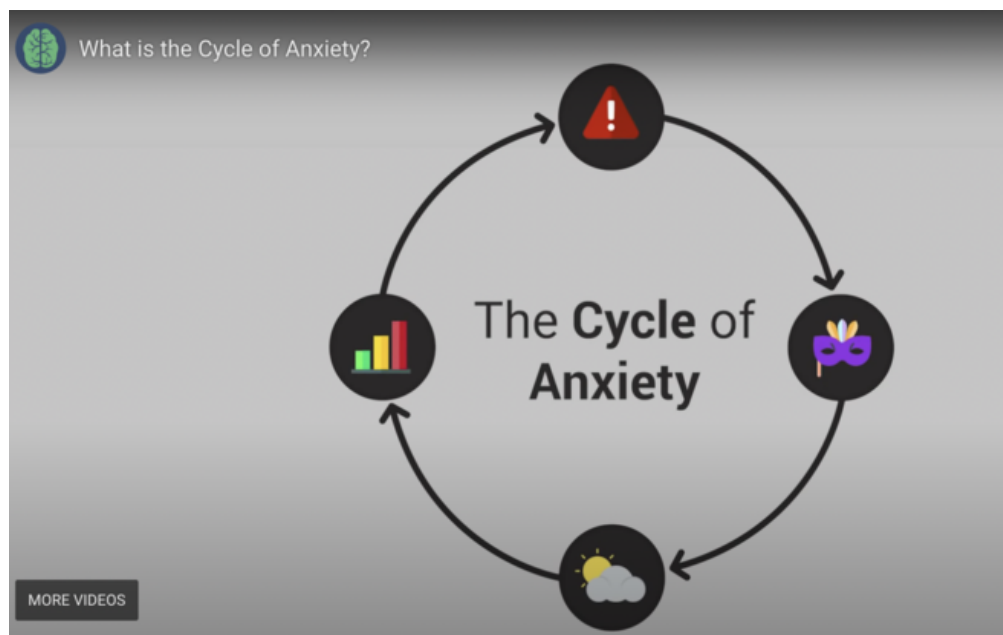 What is the Cycle of Anxiety?
The Cycle of
Anxiety
MORE VIDEOS